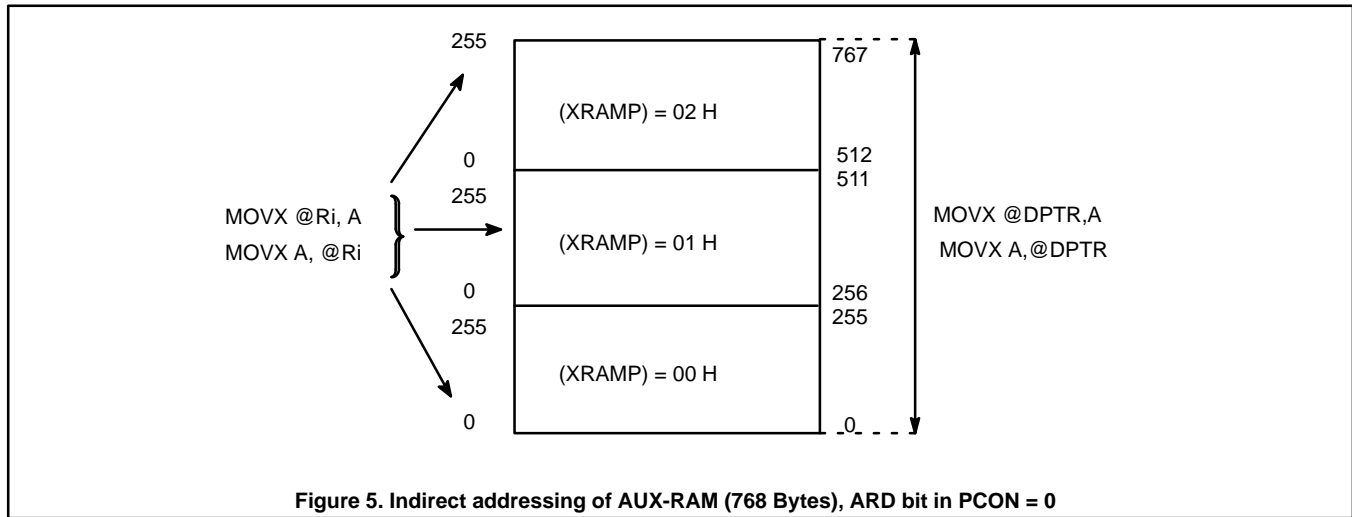 255
767
(XRAMP) = 02 H
0
512
255
511
MOVX @Ri, A
MOVX A, @Ri
(XRAMP) = 01 H
MOVX @DPTR,A
MOVX A,@DPTR
0
256
255
255
(XRAMP) = 00 H
0
0
Figure 5. Indirect addressing of AUX-RAM (768 Bytes), ARD bit in PCON = 0